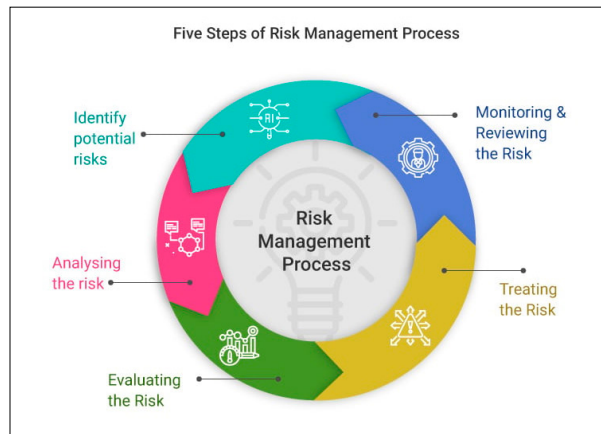 Five Steps of Risk Management Process
Identify
potential
risks
Monitoring &
Reviewing
the Risk
AI
Risk
Management
Process
Analysing
the risk
Treating
the Risk
Evaluating
the Risk